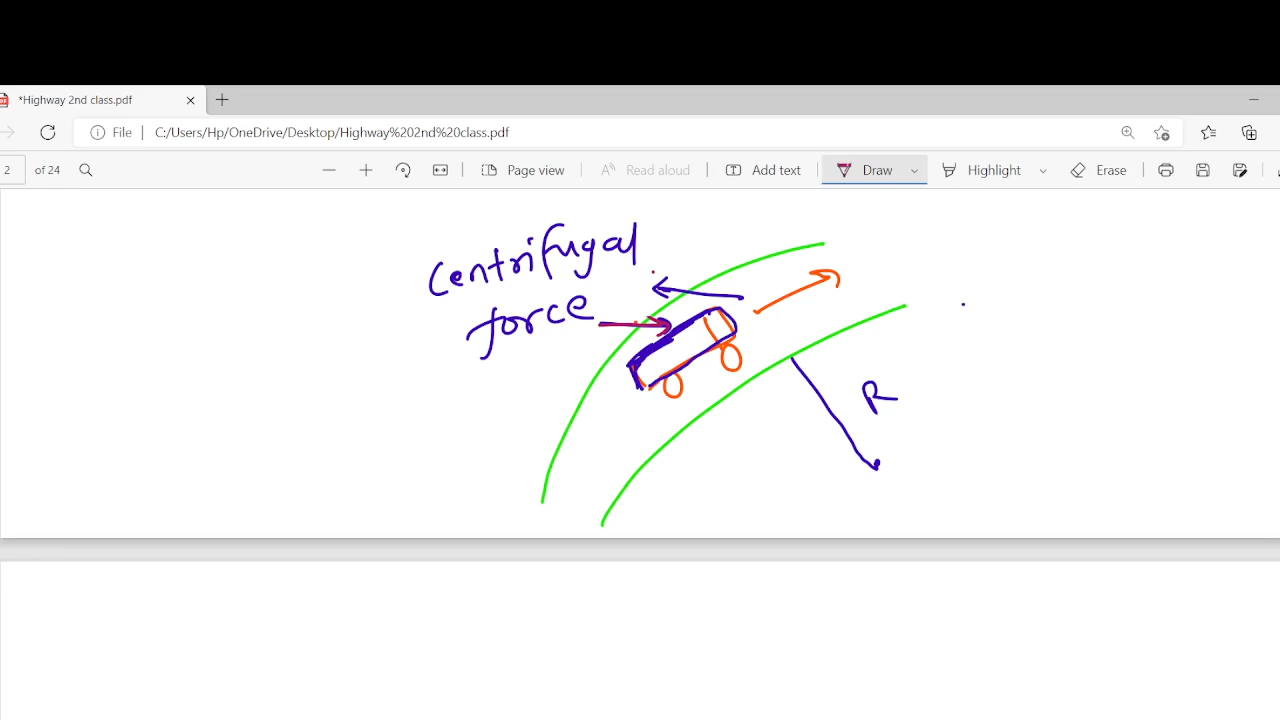 *Highway 2nd class.pdf
File
C:/Users/Hp/OneDrive/Desktop/Highway%202nd%20class.pdf
2 of 24
Page view
Read aloud
Add text
Draw
Highlight
Erase
Centrifugal
force
R